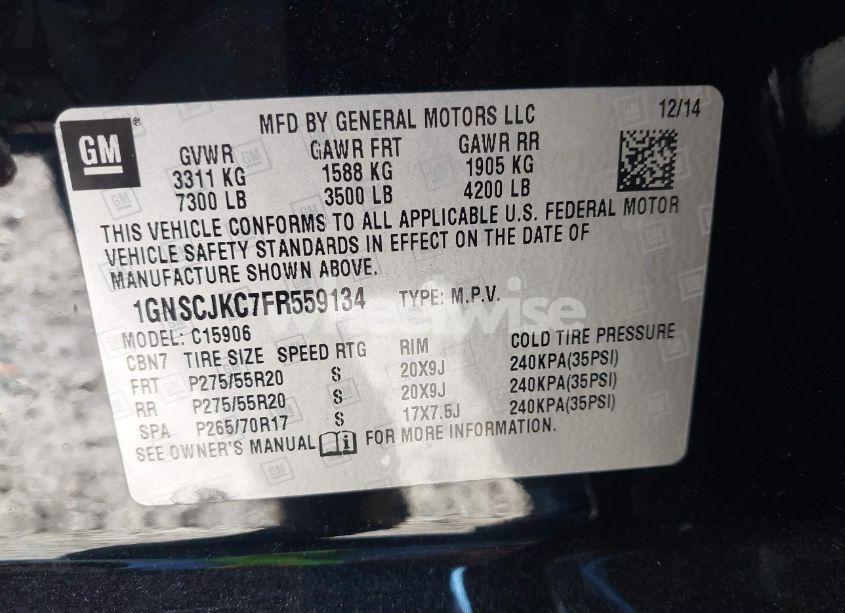 GM
MFD BY GENERAL MOTORS LLC 12/14
GVWR GAWR FRT GAWR RR
3311 KG 1588 KG 1905 KG
7300 LB 3500 LB 4200 LB
THIS VEHICLE CONFORMS TO ALL APPLICABLE U.S. FEDERAL MOTOR
VEHICLE SAFETY STANDARDS IN EFFECT ON THE DATE OF
MANUFACTURE SHOWN ABOVE.
1GNSCJKC7FR559134 TYPE: M.P.V.
wheelwise
MODEL: C15906
CBN7 TIRE SIZE SPEED RTG RIM COLD TIRE PRESSURE
FRT P275/55R20 S 20X9J 240KPA(35PSI)
RR P275/55R20 S 20X9J 240KPA(35PSI)
SPA P265/70R17 S 17X7.5J 240KPA(35PSI)
SEE OWNER'S MANUAL i FOR MORE INFORMATION.